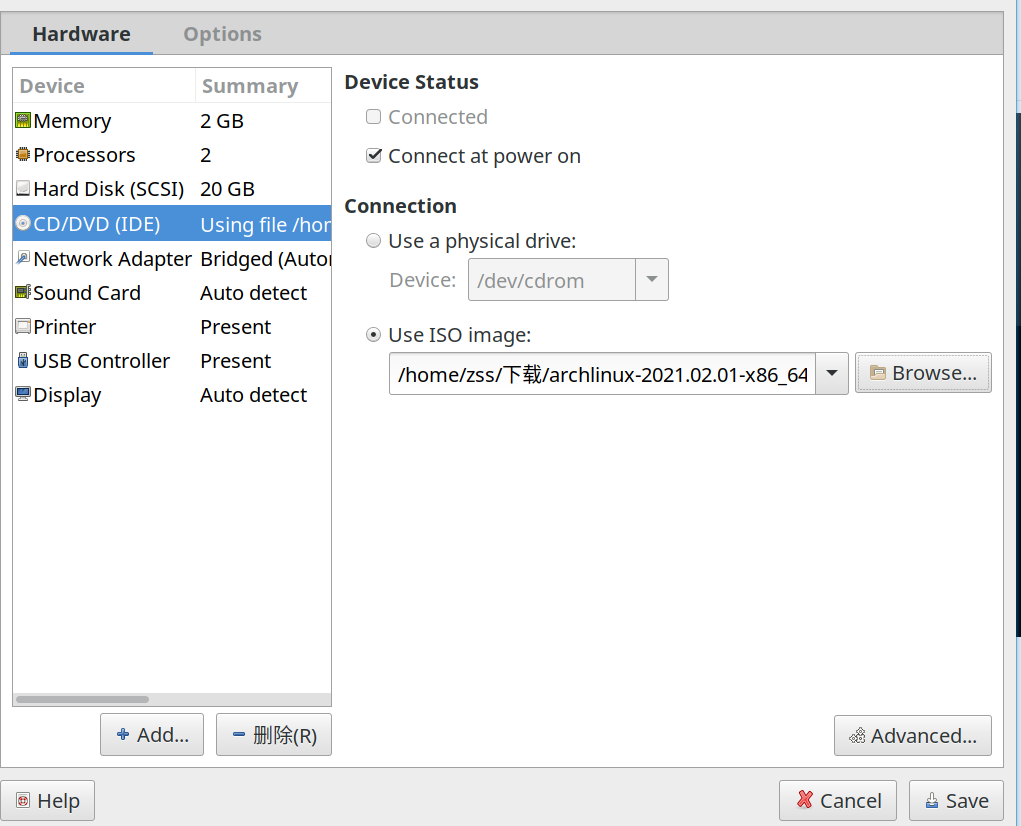 Hardware Options
Device Summary
Memory 2 GB
Processors 2
Hard Disk (SCSI) 20 GB
CD/DVD (IDE) Using file /hor
Network Adapter Bridged (Autor
Sound Card Auto detect
Printer Present
USB Controller Present
Display Auto detect
Add...
删除(R)
Device Status
Connected
Connect at power on
Connection
Use a physical drive:
Device: /dev/cdrom
Use ISO image:
/home/zss/下载/archlinux-2021.02.01-x86_64
Browse...
Advanced...
Help
Cancel
Save